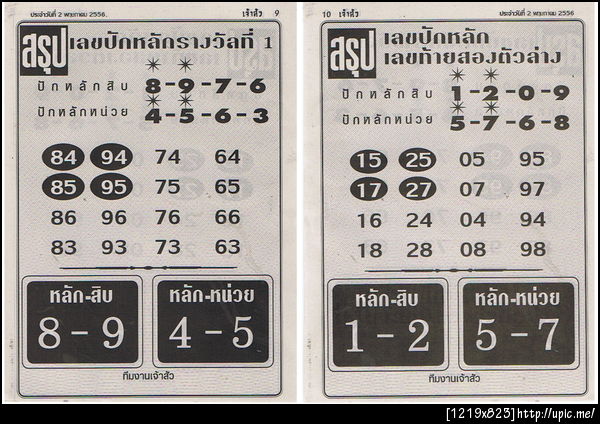 ประจำวันที่ 2 พฤษภาคม 2556.
เจ้าสัว 9
สรุป เลขปักหลักรางวัลที่ 1
ปักหลักสิบ 8-9-7-6
ปักหลักหน่วย 4-5-6-3
84 94 74 64
85 95 75 65
86 96 76 66
83 93 73 63
หลัก-สิบ หลัก-หน่วย
8 - 9 4 - 5
ทีมงานเจ้าสัว
10 เจ้าสัว
ประจำวันที่ 2 พฤษภาคม 2556
สรุป เลขปักหลัก
เลขท้ายสองตัวล่าง
ปักหลักสิบ 1-2-0-9
ปักหลักหน่วย 5-7-6-8
15 25 05 95
17 27 07 97
16 24 04 94
18 28 08 98
หลัก-สิบ หลัก-หน่วย
1 - 2 5 - 7
ทีมงานเจ้าสัว
[1219x823]http://upic.me/